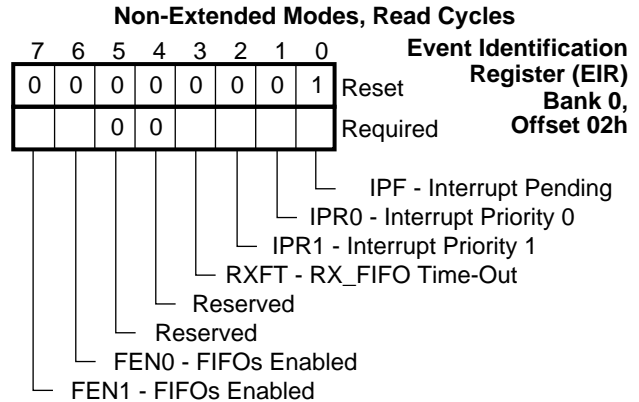 Non-Extended Modes, Read Cycles
7 6 5 4 3 2 1 0
Event Identification
Register (EIR)
Bank 0,
Offset 02h
0 0 0 0 0 0 0 1 Reset
0 0 Required
IPF - Interrupt Pending
IPR0 - Interrupt Priority 0
IPR1 - Interrupt Priority 1
RXFT - RX_FIFO Time-Out
Reserved
Reserved
FEN0 - FIFOs Enabled
FEN1 - FIFOs Enabled